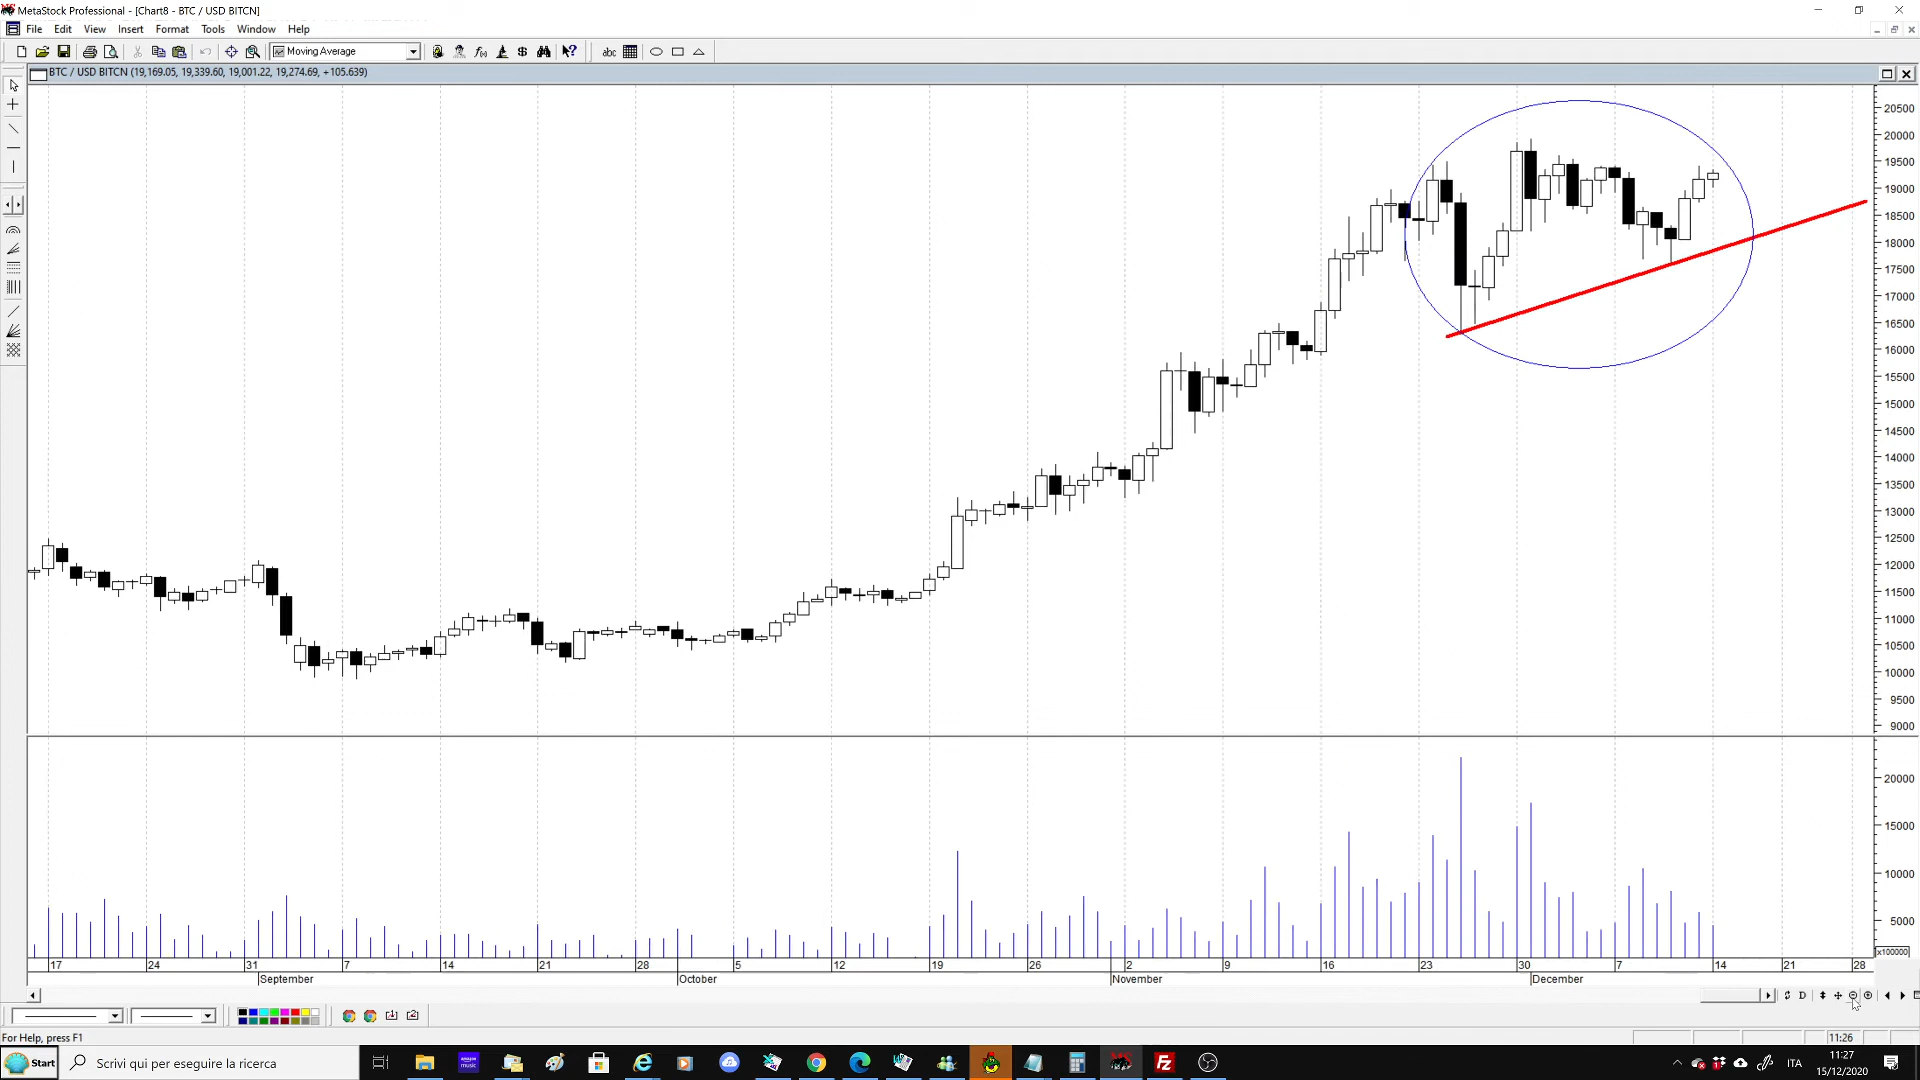 MetaStock Professional - [Chart8 - BTC / USD BITCN]
File Edit View Insert Format Tools Window Help
Moving Average
abc
BTC / USD BITCN (19,169.05, 19,339.60, 19,001.22, 19,274.69, +105.639)
20500
20000
19500
19000
18500
18000
17500
17000
16500
16000
15500
15000
14500
14000
13500
13000
12500
12000
11500
11000
10500
10000
9500
9000
20000
15000
10000
5000
x100000
17 24 31 7 14 21 28 5 12 19 26 2 9 16 23 30 7 14 21 28
September October November December
D
For Help, press F1
11:26
Start
Scrivi qui per eseguire la ricerca
ITA
11:27
15/12/2020